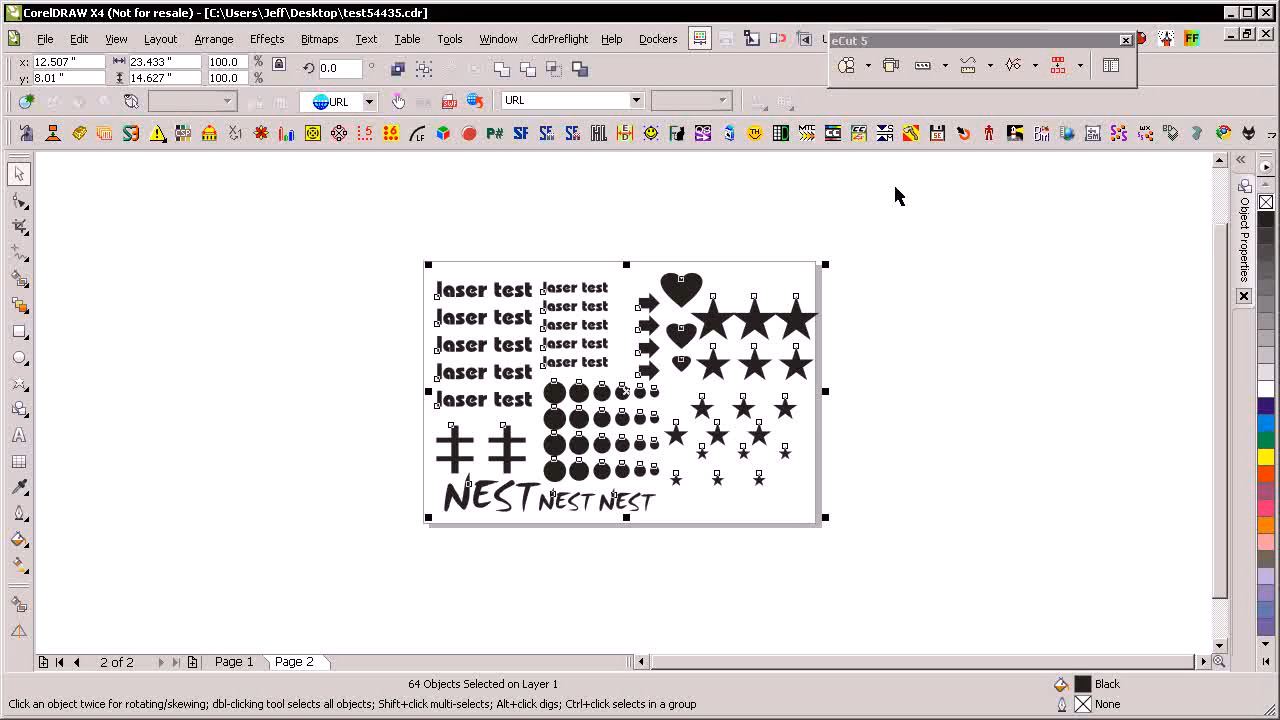 CorelDRAW X4 (Not for resale) - [C:\Users\Jeff\Desktop\test54435.cdr]
File Edit View Layout Arrange Effects Bitmaps Text Table Tools Window Cdrefreflight Help Dockers
FF
eCut 5
x: 12.507 " 23.433 " 100.0 %
y: 8.01 " 14.627 " 100.0 %
0.0
URL
URL
laser test
laser test
laser test
laser test
laser test
laser test
laser test
laser test
laser test
laser test
NEST NEST NEST
Object Properties
2 of 2
Page 1
Page 2
64 Objects Selected on Layer 1
Black
Click an object twice for rotating/skewing; dbl-clicking tool selects all objects; Shift+click multi-selects; Alt+click digs; Ctrl+click selects in a group
None